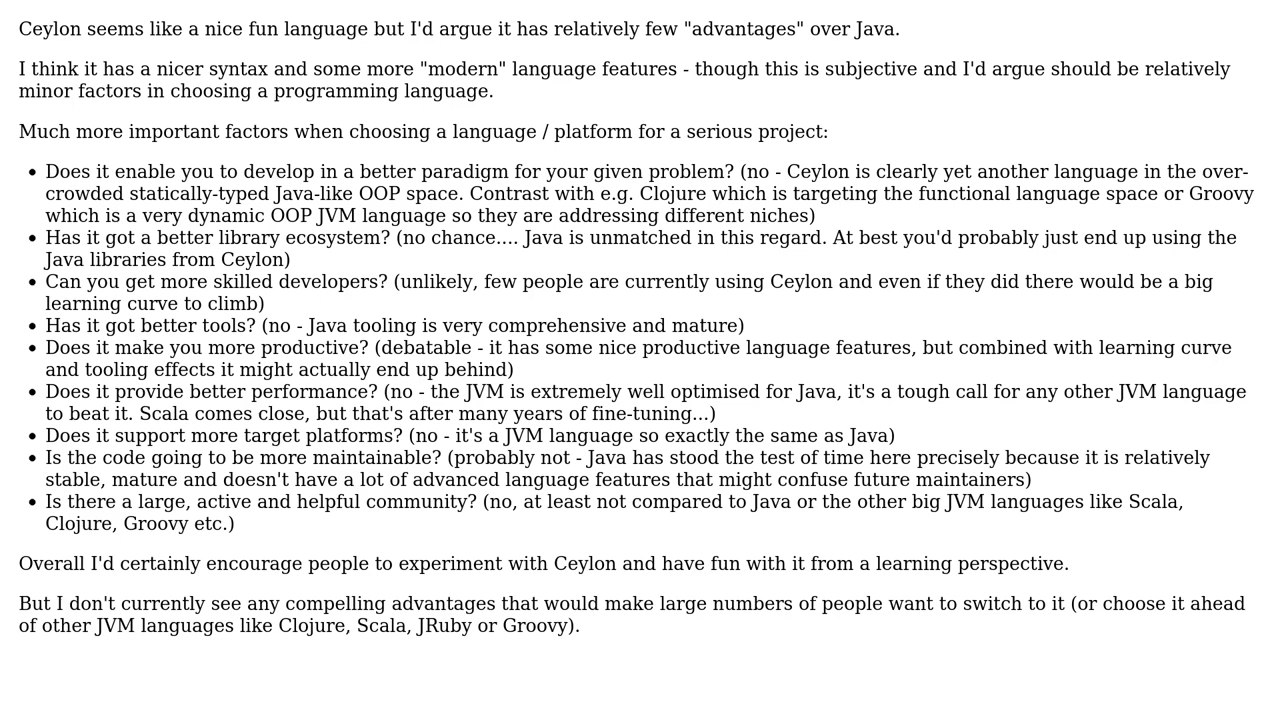 Ceylon seems like a nice fun language but I'd argue it has relatively few "advantages" over Java.
I think it has a nicer syntax and some more "modern" language features - though this is subjective and I'd argue should be relatively
minor factors in choosing a programming language.
Much more important factors when choosing a language / platform for a serious project:
• Does it enable you to develop in a better paradigm for your given problem? (no - Ceylon is clearly yet another language in the over-
crowded statically-typed Java-like OOP space. Contrast with e.g. Clojure which is targeting the functional language space or Groovy
which is a very dynamic OOP JVM language so they are addressing different niches)
• Has it got a better library ecosystem? (no chance.... Java is unmatched in this regard. At best you'd probably just end up using the
Java libraries from Ceylon)
• Can you get more skilled developers? (unlikely, few people are currently using Ceylon and even if they did there would be a big
learning curve to climb)
• Has it got better tools? (no - Java tooling is very comprehensive and mature)
• Does it make you more productive? (debatable - it has some nice productive language features, but combined with learning curve
and tooling effects it might actually end up behind)
• Does it provide better performance? (no - the JVM is extremely well optimised for Java, it's a tough call for any other JVM language
to beat it. Scala comes close, but that's after many years of fine-tuning...)
• Does it support more target platforms? (no - it's a JVM language so exactly the same as Java)
• Is the code going to be more maintainable? (probably not - Java has stood the test of time here precisely because it is relatively
stable, mature and doesn't have a lot of advanced language features that might confuse future maintainers)
• Is there a large, active and helpful community? (no, at least not compared to Java or the other big JVM languages like Scala,
Clojure, Groovy etc.)
Overall I'd certainly encourage people to experiment with Ceylon and have fun with it from a learning perspective.
But I don't currently see any compelling advantages that would make large numbers of people want to switch to it (or choose it ahead
of other JVM languages like Clojure, Scala, JRuby or Groovy).